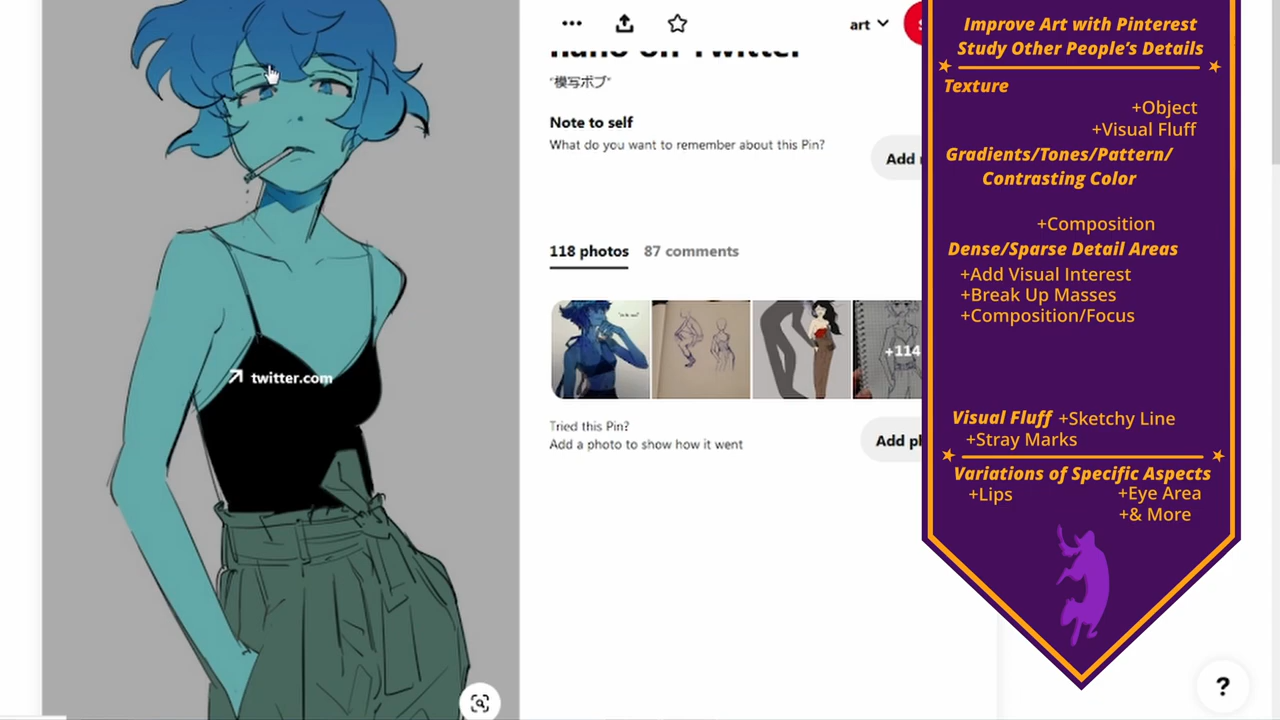 art
nano on Twitter
"模写ボブ"
Note to self
What do you want to remember about this Pin?
Add
118 photos 87 comments
+114
Tried this Pin?
Add a photo to show how it went
Add
twitter.com
?
Improve Art with Pinterest
Study Other People's Details
Texture
+Object
+Visual Fluff
Gradients/Tones/Pattern/
Contrasting Color
+Composition
Dense/Sparse Detail Areas
+Add Visual Interest
+Break Up Masses
+Composition/Focus
Visual Fluff +Sketchy Line
+Stray Marks
Variations of Specific Aspects
+Lips +Eye Area
+& More